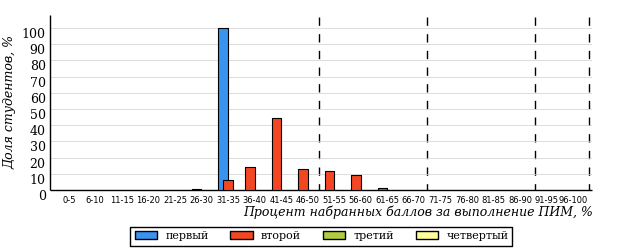 Доля студентов, %
100
90
80
70
60
50
40
30
20
10
0
0-5 6-10 11-15 16-20 21-25 26-30 31-35 36-40 41-45 46-50 51-55 56-60 61-65 66-70 71-75 76-80 81-85 86-90 91-95 96-100
Процент набранных баллов за выполнение ПИМ, %
первый второй третий четвертый